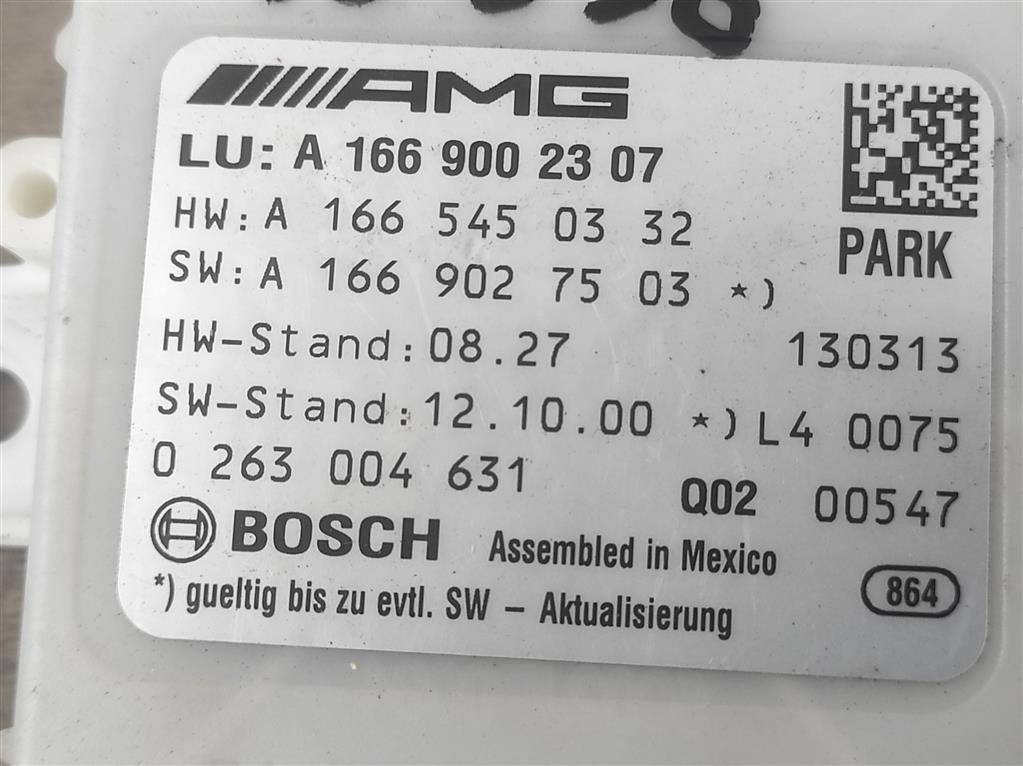 AMG
LU: A 166 900 23 07
HW: A 166 545 03 32
PARK
SW: A 166 902 75 03 *)
HW-Stand: 08.27 130313
SW-Stand: 12.10.00 *) L4 0075
0 263 004 631 Q02 00547
BOSCH Assembled in Mexico
864
*) gueltig bis zu evtl. SW – Aktualisierung